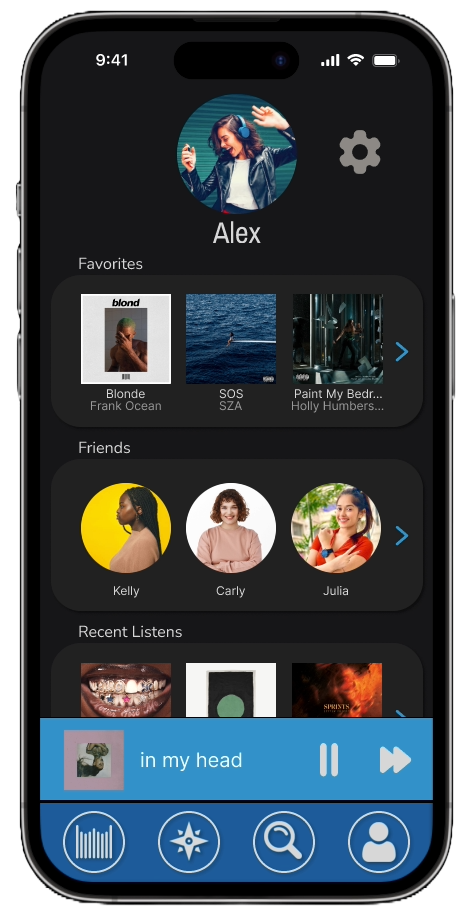 9:41
Alex
Favorites
blond
Blonde
Frank Ocean
SOS
SZA
Paint My Bedr...
Holly Humbers...
Friends
Kelly
Carly
Julia
Recent Listens
SPRINTS
in my head